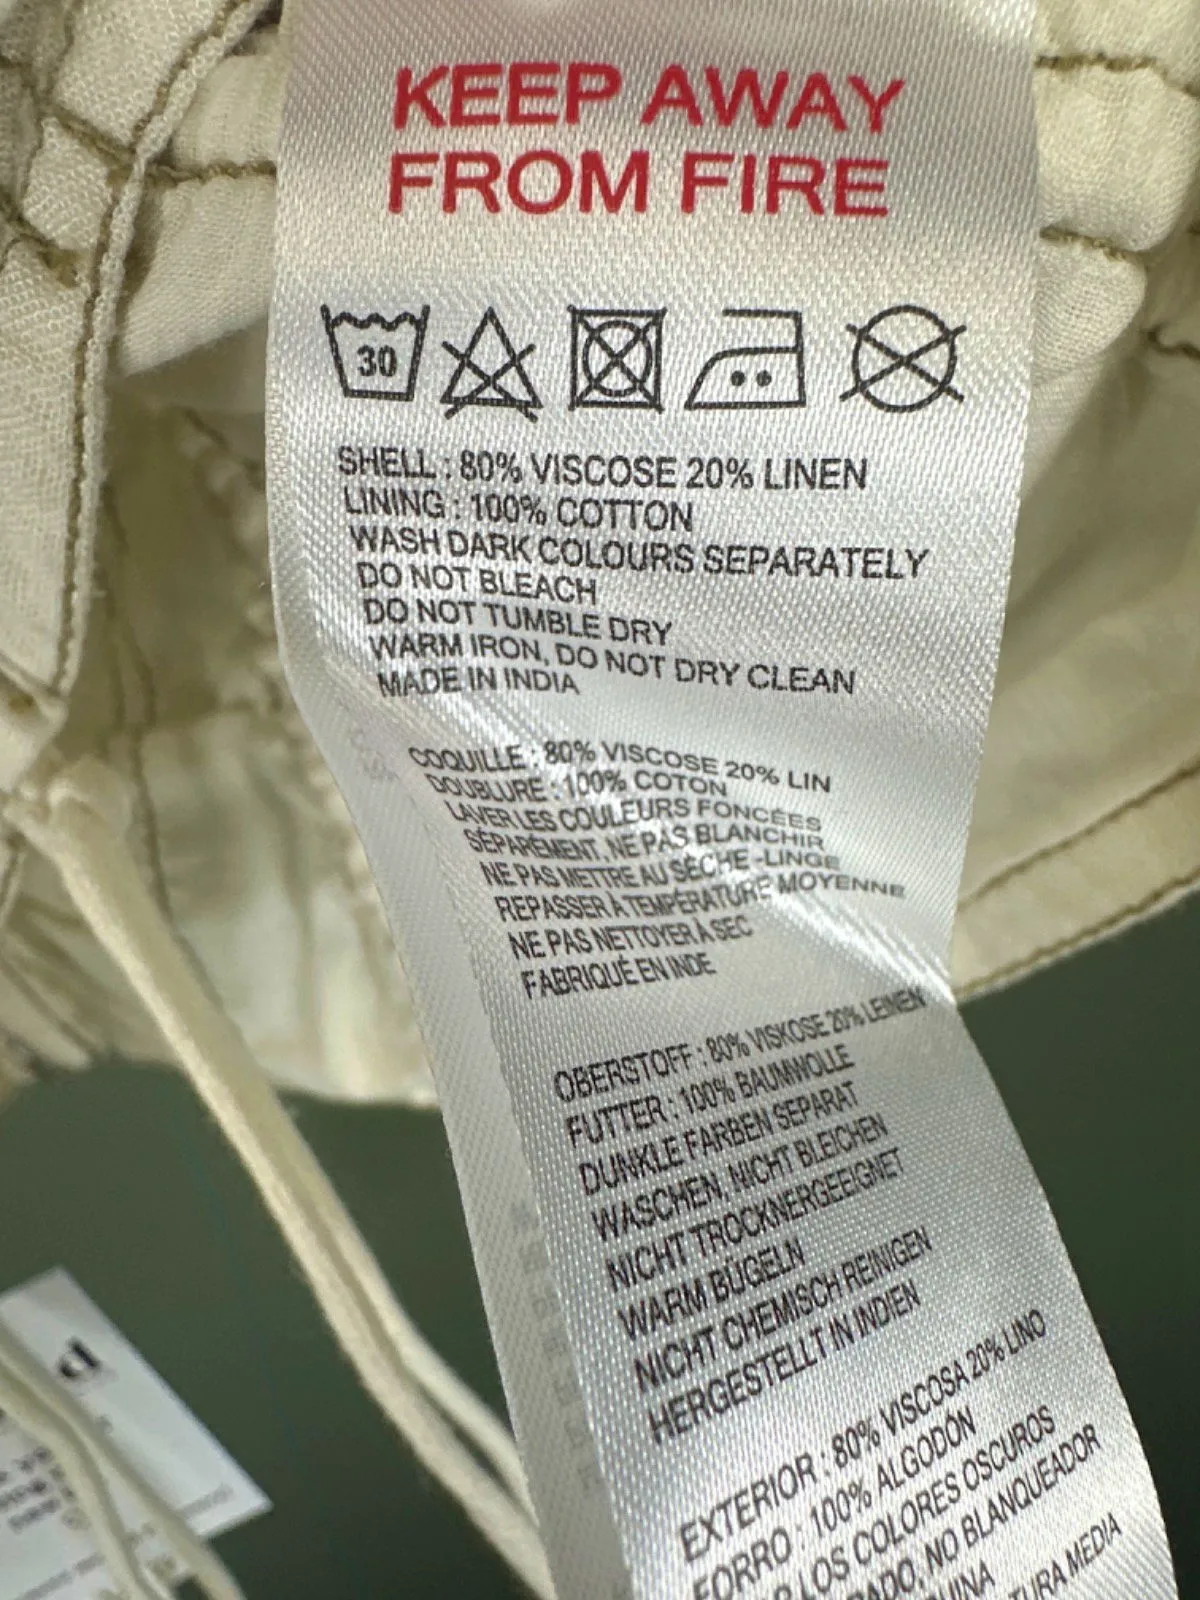 KEEP AWAY
FROM FIRE
30
SHELL : 80% VISCOSE 20% LINEN
LINING : 100% COTTON
WASH DARK COLOURS SEPARATELY
DO NOT BLEACH
DO NOT TUMBLE DRY
WARM IRON, DO NOT DRY CLEAN
MADE IN INDIA
COQUILLE : 80% VISCOSE 20% LIN
DOUBLURE : 100% COTON
LAVER LES COULEURS FONCÉES
SÉPARÉMENT, NE PAS BLANCHIR
NE PAS METTRE AU SÈCHE -LINGE
REPASSER À TEMPÉRATURE MOYENNE
NE PAS NETTOYER À SEC
FABRIQUÉ EN INDE
OBERSTOFF : 80% VISKOSE 20% LEINEN
FUTTER : 100% BAUMWOLLE
DUNKLE FARBEN SEPARAT
WASCHEN, NICHT BLEICHEN
NICHT TROCKNERGEEIGNET
WARM BÜGELN
NICHT CHEMISCH REINIGEN
HERGESTELLT IN INDIEN
EXTERIOR : 80% VISCOSA 20% LINO
FORRO : 100% ALGODÓN
LOS COLORES OSCUROS
NO BLANQUEADOR
MEDIA
d